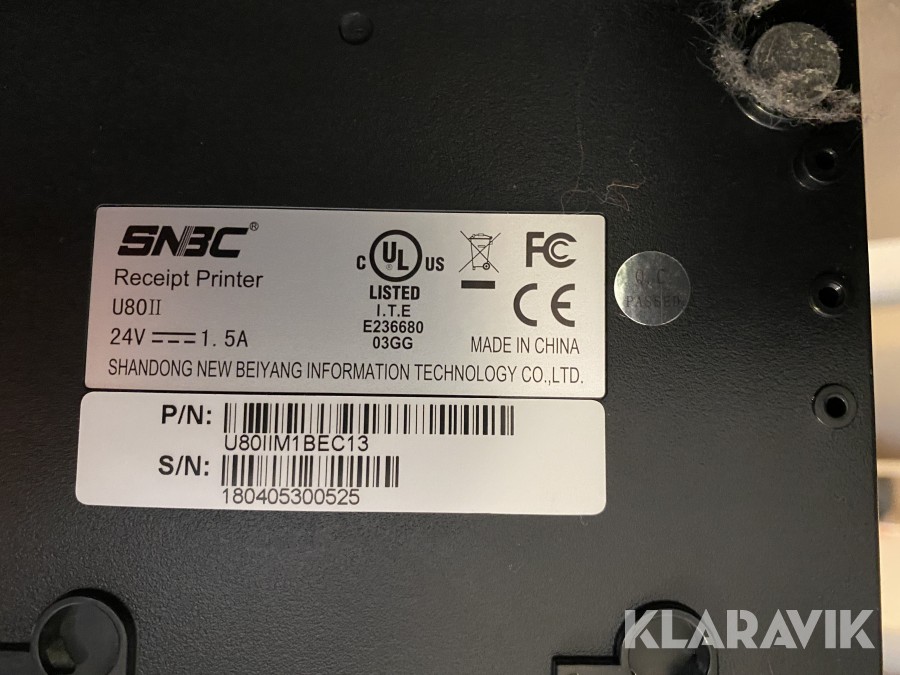 SNBC®
Receipt Printer
U80II
24V 1.5A
C UL US
LISTED
I.T.E
E236680
03GG
FC
CE
MADE IN CHINA
SHANDONG NEW BEIYANG INFORMATION TECHNOLOGY CO.,LTD.
Q.C
PASSED
P/N:
U80IIM1BEC13
S/N:
180405300525
KLARAVIK